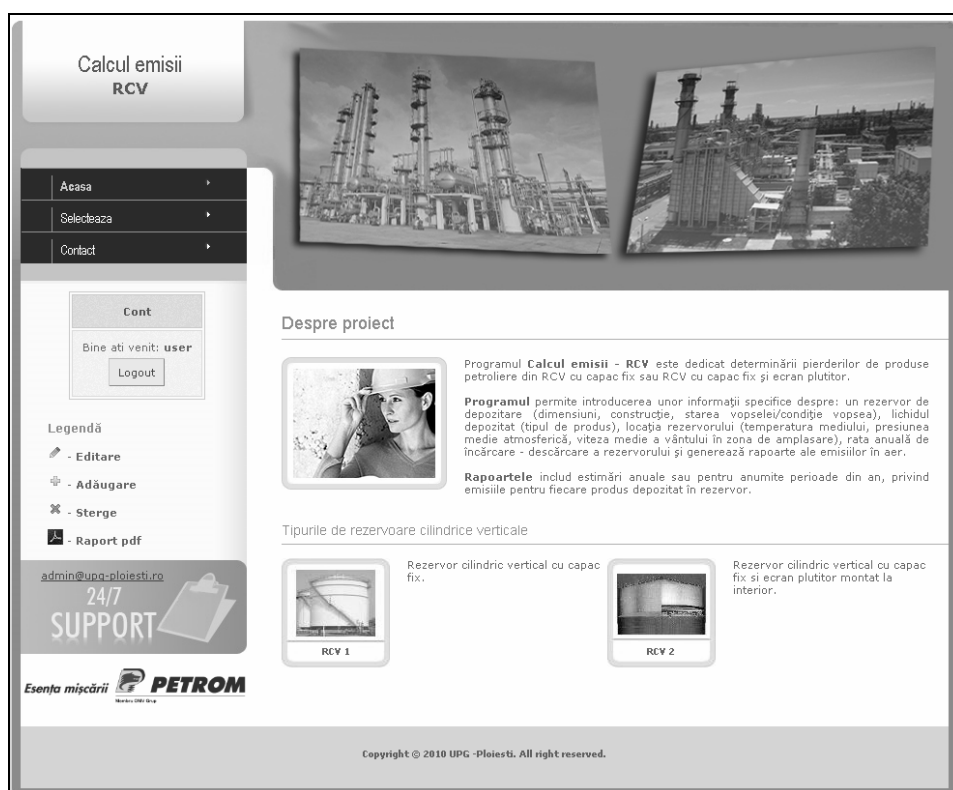 Calcul emisii
RCV
Acasa
Selecteaza
Contact
Cont
Bine ati venit: user
Logout
Legendă
- Editare
- Adăugare
- Sterge
- Raport pdf
admin@upg-ploiesti.ro
24/7
SUPPORT
Esența mișcării PETROM
Membru OMV Grup
Despre proiect
Programul Calcul emisii - RCV este dedicat determinării pierderilor de produse
petroliere din RCV cu capac fix sau RCV cu capac fix şi ecran plutitor.
Programul permite introducerea unor informaţii specifice despre: un rezervor de
depozitare (dimensiuni, construcţie, starea vopselei/condiţie vopsea), lichidul
depozitat (tipul de produs), locaţia rezervorului (temperatura mediului, presiunea
medie atmosferică, viteza medie a vântului în zona de amplasare), rata anuală de
încărcare - descărcare a rezervorului şi generează rapoarte ale emisiilor în aer.
Rapoartele includ estimări anuale sau pentru anumite perioade din an, privind
emisiile pentru fiecare produs depozitat în rezervor.
Tipurile de rezervoare cilindrice verticale
Rezervor cilindric vertical cu capac
fix.
RCV 1
Rezervor cilindric vertical cu capac
fix si ecran plutitor montat la
interior.
RCV 2
Copyright © 2010 UPG -Ploiesti. All right reserved.